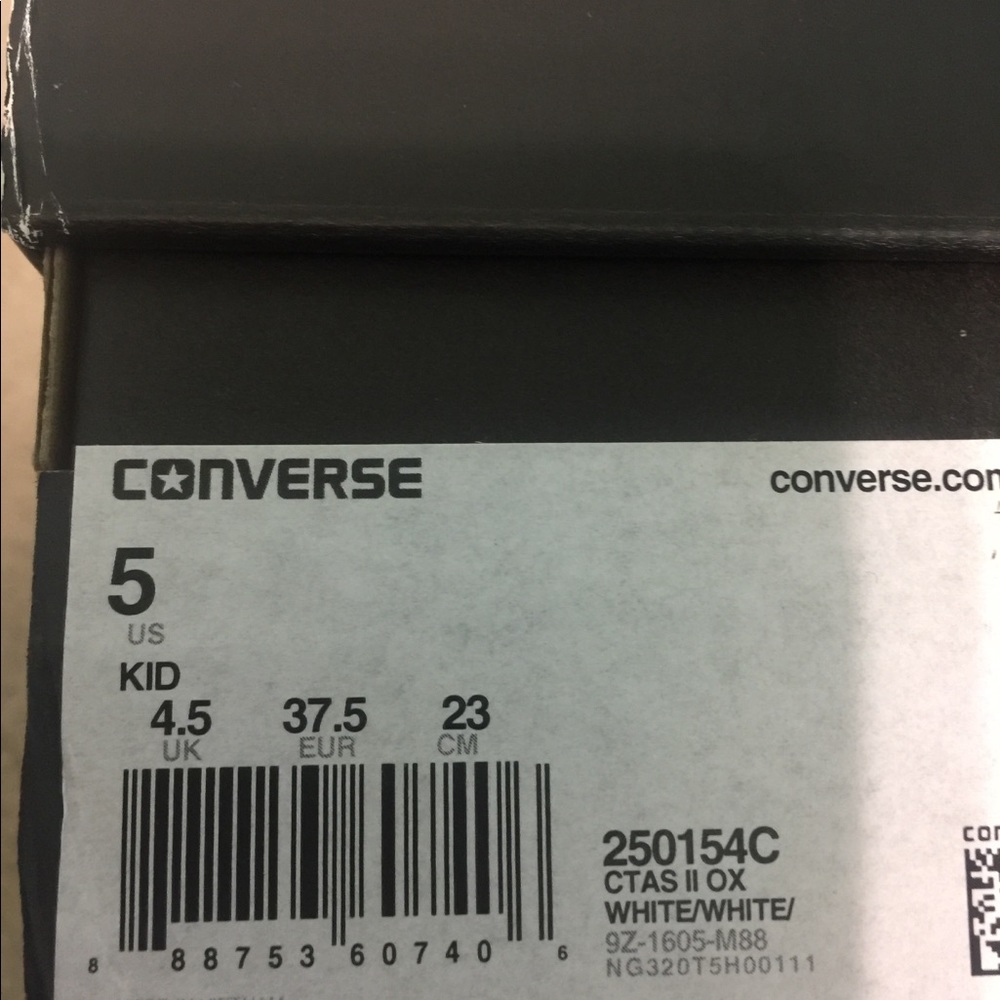 CONVERSE
converse.com
5
US
KID
4.5 37.5 23
UK EUR CM
250154C
CTAS II OX
WHITE/WHITE/
9Z-1605-M88
NG320T5H00111
8 88753 60740 6